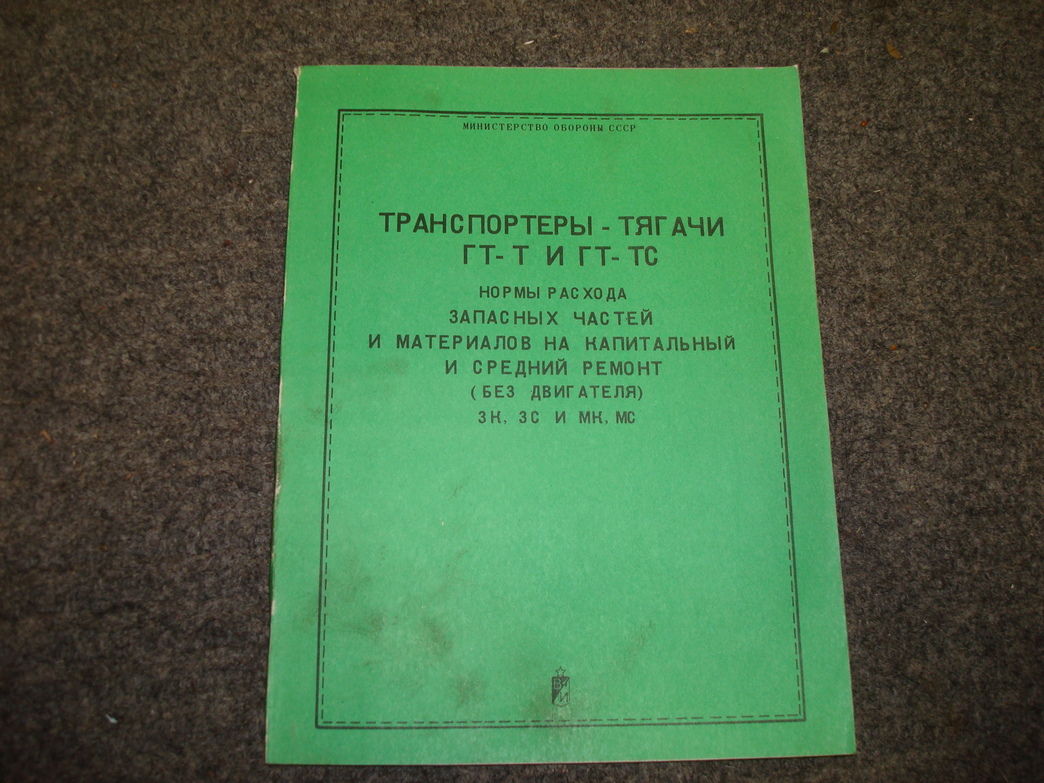 МИНИСТЕРСТВО ОБОРОНЫ СССР
ТРАНСПОРТЕРЫ - ТЯГАЧИ
ГТ- Т И ГТ- ТС
НОРМЫ РАСХОДА
ЗАПАСНЫХ ЧАСТЕЙ
И МАТЕРИАЛОВ НА КАПИТАЛЬНЫЙ
И СРЕДНИЙ РЕМОНТ
( БЕЗ ДВИГАТЕЛЯ)
ЗК, ЗС И МК, МС